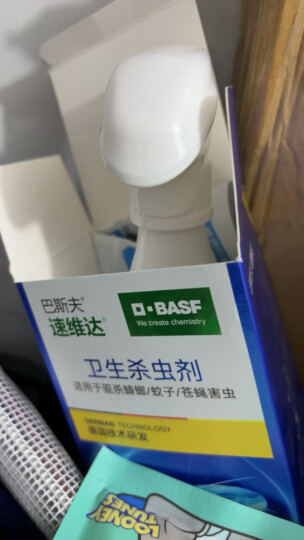 巴斯夫®
速维达®
BASF
We create chemistry
卫生杀虫剂
适用于驱杀蟑螂/蚊子/苍蝇害虫
GERMAN TECHNOLOGY
德国技术研发
LOONEY
TUNES